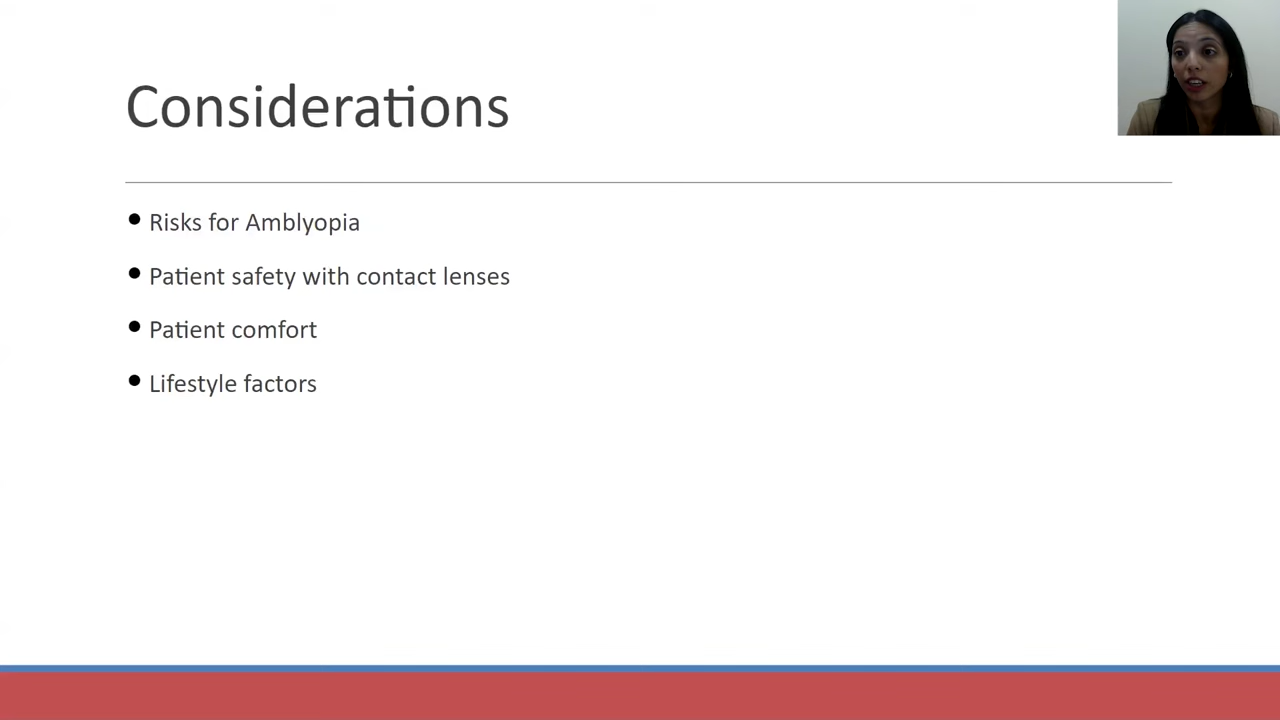 Considerations
Risks for Amblyopia
Patient safety with contact lenses
Patient comfort
Lifestyle factors